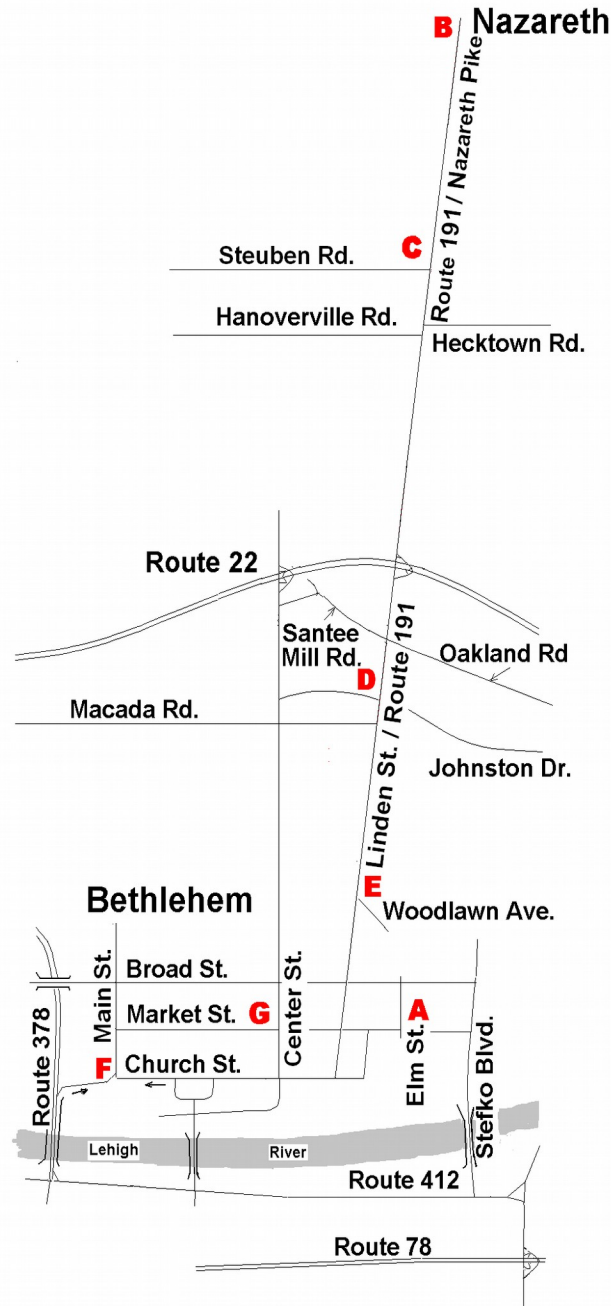 B Nazareth
Route 191 / Nazareth Pike
C
Steuben Rd.
Hanoverville Rd.
Hecktown Rd.
Route 22
Santee
Mill Rd.
Oakland Rd
D
Linden St. / Route 191
Macada Rd.
Johnston Dr.
E
Bethlehem
Woodlawn Ave.
Main St.
Broad St.
Center St.
Market St. G
Elm St.
A
Stefko Blvd.
Route 378
F Church St.
Lehigh
River
Route 412
Route 78